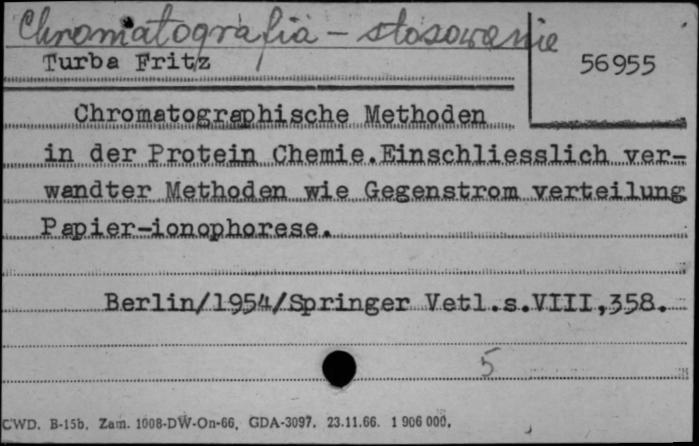 Chromatografia - stosowanie
Turba Fritz
56955
Chromatographische Methoden
in der Protein Chemie.Einschliesslich ver-
wandter Methoden wie Gegenstrom verteilung
Papier-ionophorese.
Berlin/1954/Springer Vetl.s.VIII,358.
5
CWD. B-15b. Zam. 1008-DW-On-66. GDA-3097. 23.11.66. 1 906 000.